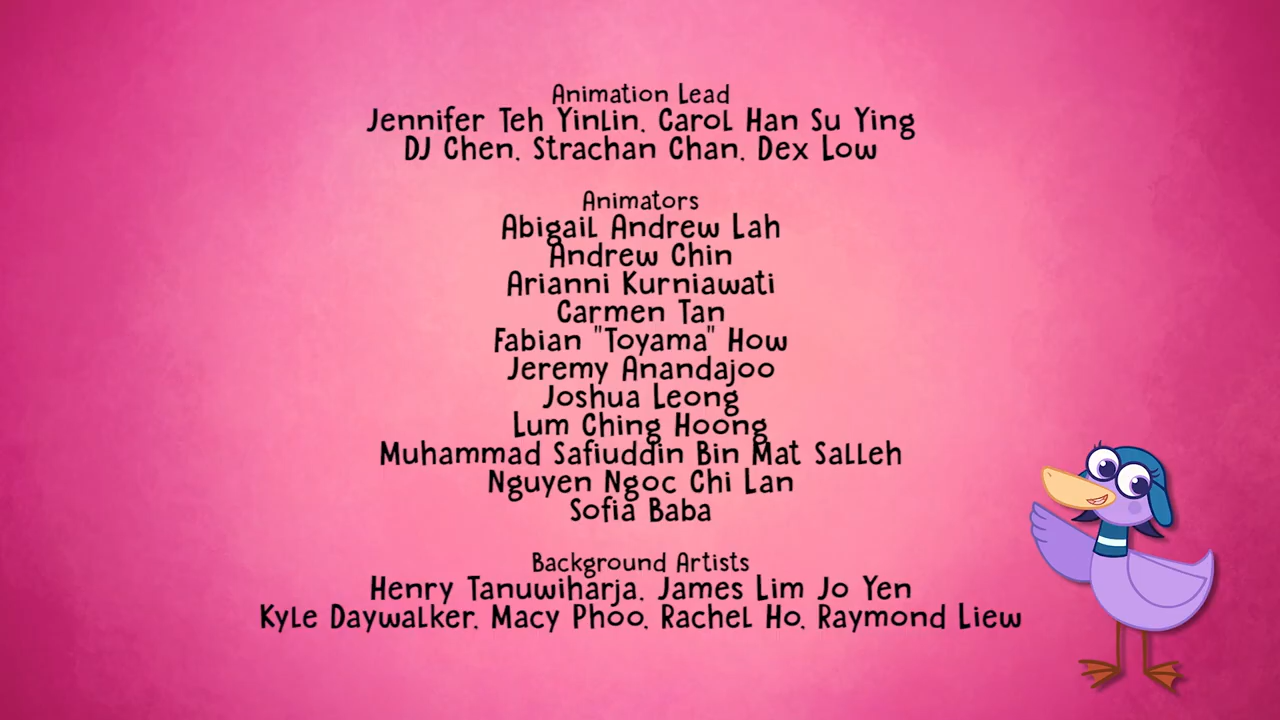 Animation Lead
Jennifer Teh YinLin, Carol Han Su Ying
DJ Chen, Strachan Chan, Dex Low
Animators
Abigail Andrew Lah
Andrew Chin
Arianni Kurniawati
Carmen Tan
Fabian "Toyama" How
Jeremy Anandajoo
Joshua Leong
Lum Ching Hoong
Muhammad Safiuddin Bin Mat Salleh
Nguyen Ngoc Chi Lan
Sofia Baba
Background Artists
Henry Tanuwiharja, James Lim Jo Yen
Kyle Daywalker, Macy Phoo, Rachel Ho, Raymond Liew